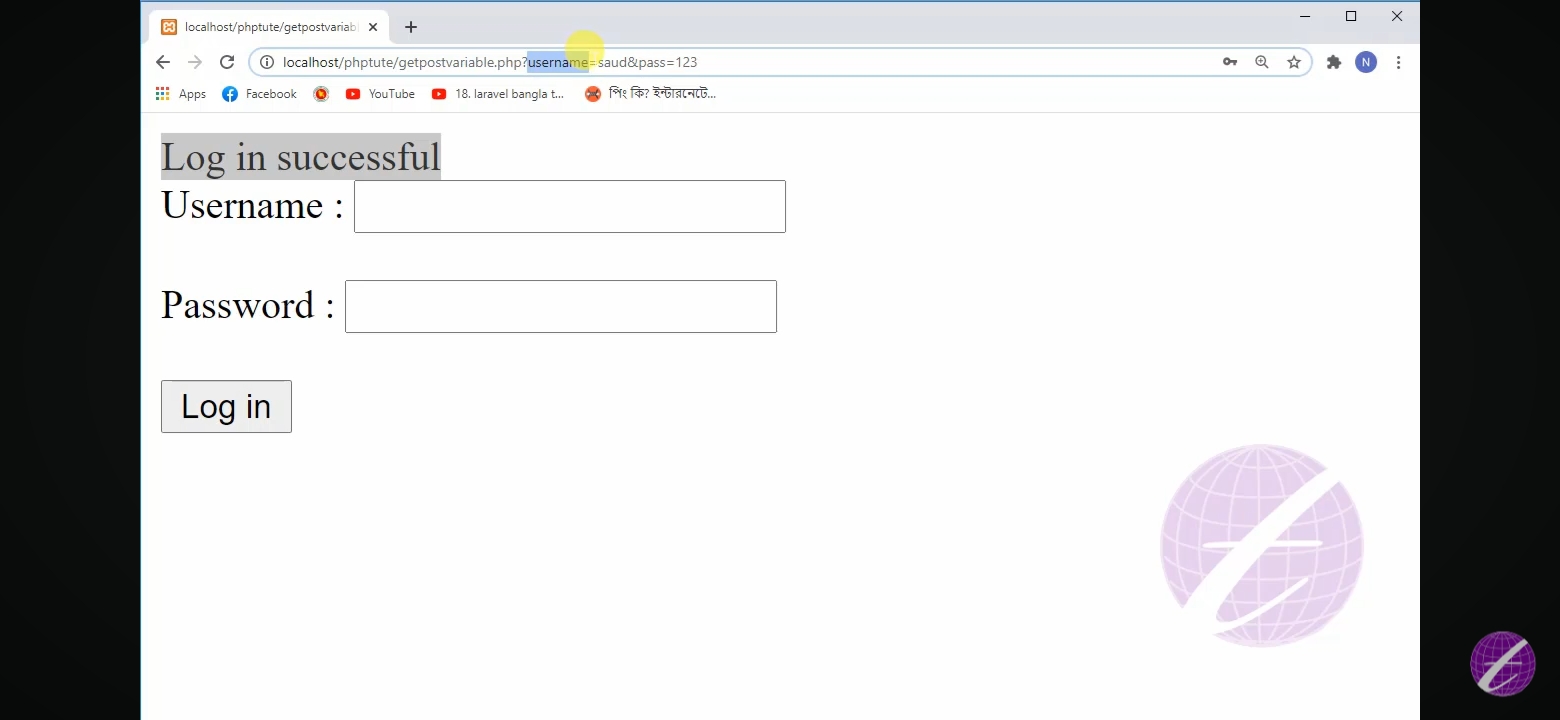 localhost/phptute/getpostvariab
localhost/phptute/getpostvariable.php?username=saud&pass=123
N
Apps
Facebook
YouTube
18. laravel bangla t...
পিং কি? ইন্টারনেটে...
Log in successful
Username :
Password :
Log in